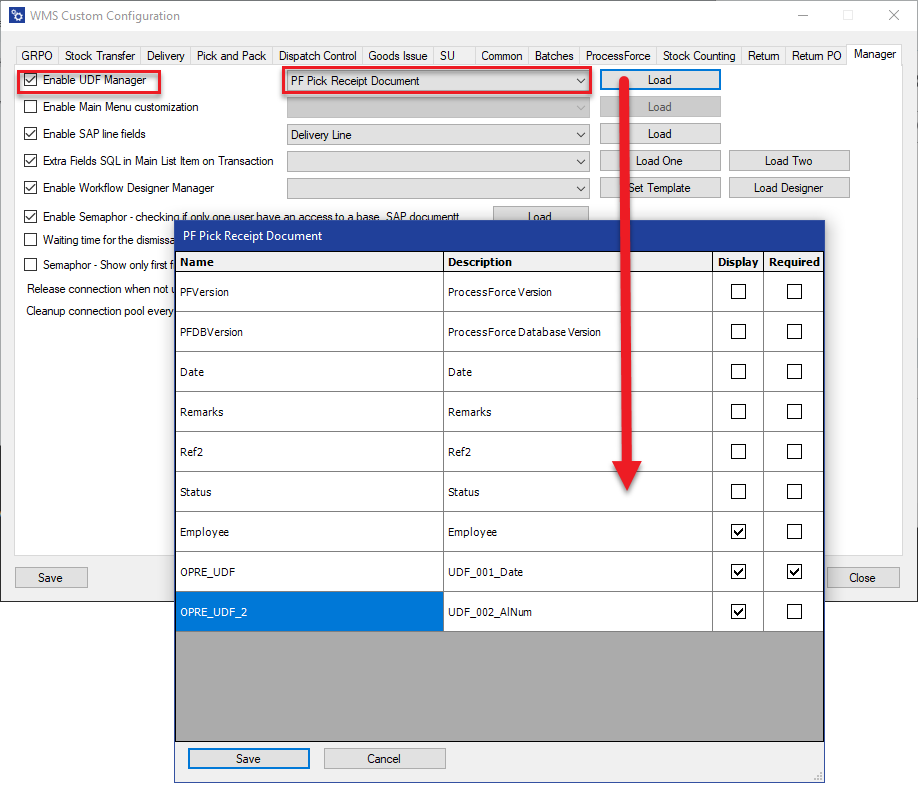 WMS Custom Configuration
GRPO Stock Transfer Delivery Pick and Pack Dispatch Control Goods Issue SU Common Batches ProcessForce Stock Counting Return Return PO Manager
Enable UDF Manager PF Pick Receipt Document Load
Enable Main Menu customization Load
Enable SAP line fields Delivery Line Load
Extra Fields SQL in Main List Item on Transaction Load One Load Two
Enable Workflow Designer Manager Set Template Load Designer
Enable Semaphor - checking if only one user have an access to a base SAP documentt Load
Waiting time for the dismissa
Semaphor - Show only first f
Release connection when not u
Cleanup connection pool every
PF Pick Receipt Document
Name Description Display Required
PFVersion ProcessForce Version
PFDBVersion ProcessForce Database Version
Date Date
Remarks Remarks
Ref2 Ref2
Status Status
Employee Employee
OPRE_UDF UDF_001_Date
OPRE_UDF_2 UDF_002_AlNum
Save Close
Save Cancel